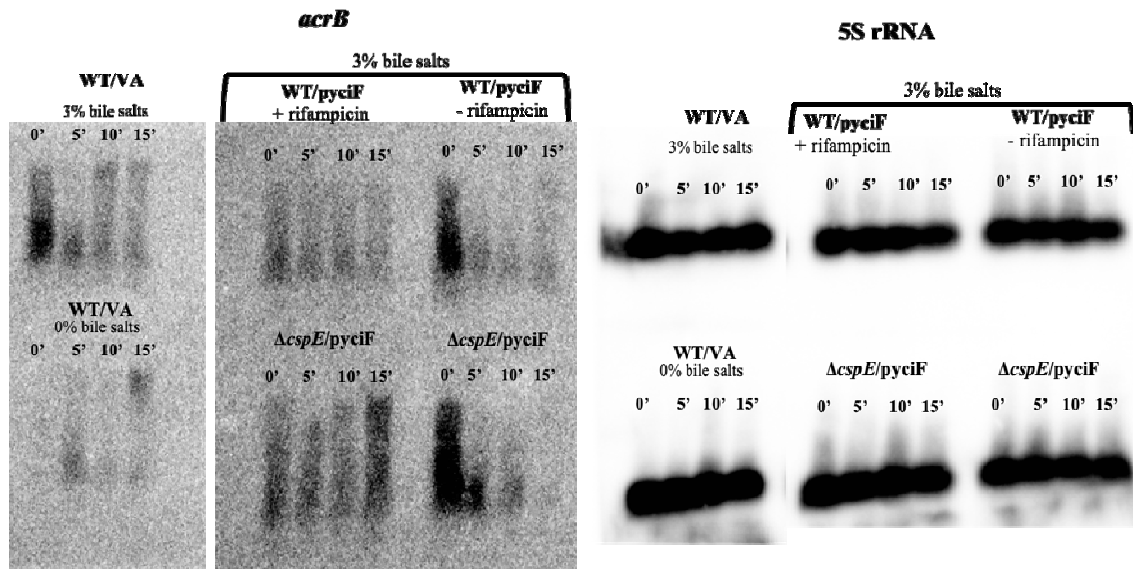 acrB
3% bile salts
WT/VA
3% bile salts
0' 5' 10' 15'
WT/pyciF
+ rifampicin
0' 5' 10' 15'
WT/pyciF
- rifampicin
0' 5' 10' 15'
WT/VA
0% bile salts
0' 5' 10' 15'
ΔcspE/pyciF
0' 5' 10' 15'
ΔcspE/pyciF
0' 5' 10' 15'
5S rRNA
3% bile salts
WT/VA
3% bile salts
0' 5' 10' 15'
WT/pyciF
+ rifampicin
0' 5' 10' 15'
WT/pyciF
- rifampicin
0' 5' 10' 15'
WT/VA
0% bile salts
0' 5' 10' 15'
ΔcspE/pyciF
0' 5' 10' 15'
ΔcspE/pyciF
0' 5' 10' 15'